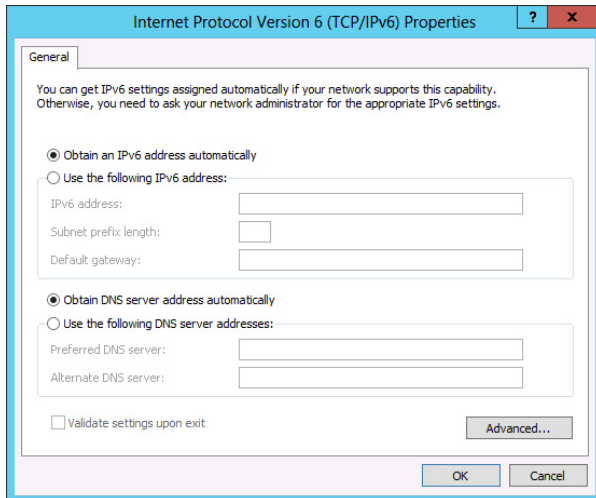 Internet Protocol Version 6 (TCP/IPv6) Properties
? x
General
You can get IPv6 settings assigned automatically if your network supports this capability.
Otherwise, you need to ask your network administrator for the appropriate IPv6 settings.
Obtain an IPv6 address automatically
Use the following IPv6 address:
IPv6 address:
Subnet prefix length:
Default gateway:
Obtain DNS server address automatically
Use the following DNS server addresses:
Preferred DNS server:
Alternate DNS server:
Validate settings upon exit
Advanced...
OK Cancel